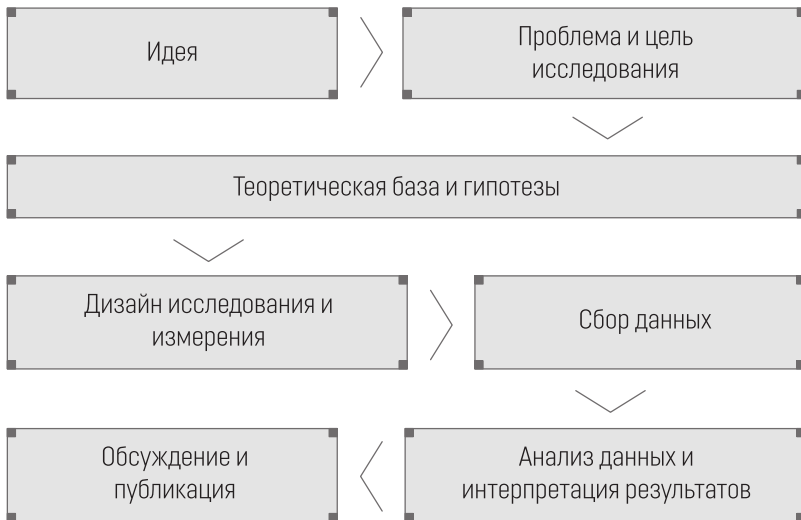 Идея
Проблема и цель
исследования
Теоретическая база и гипотезы
Дизайн исследования и
измерения
Сбор данных
Анализ данных и
интерпретация результатов
Обсуждение и
публикация